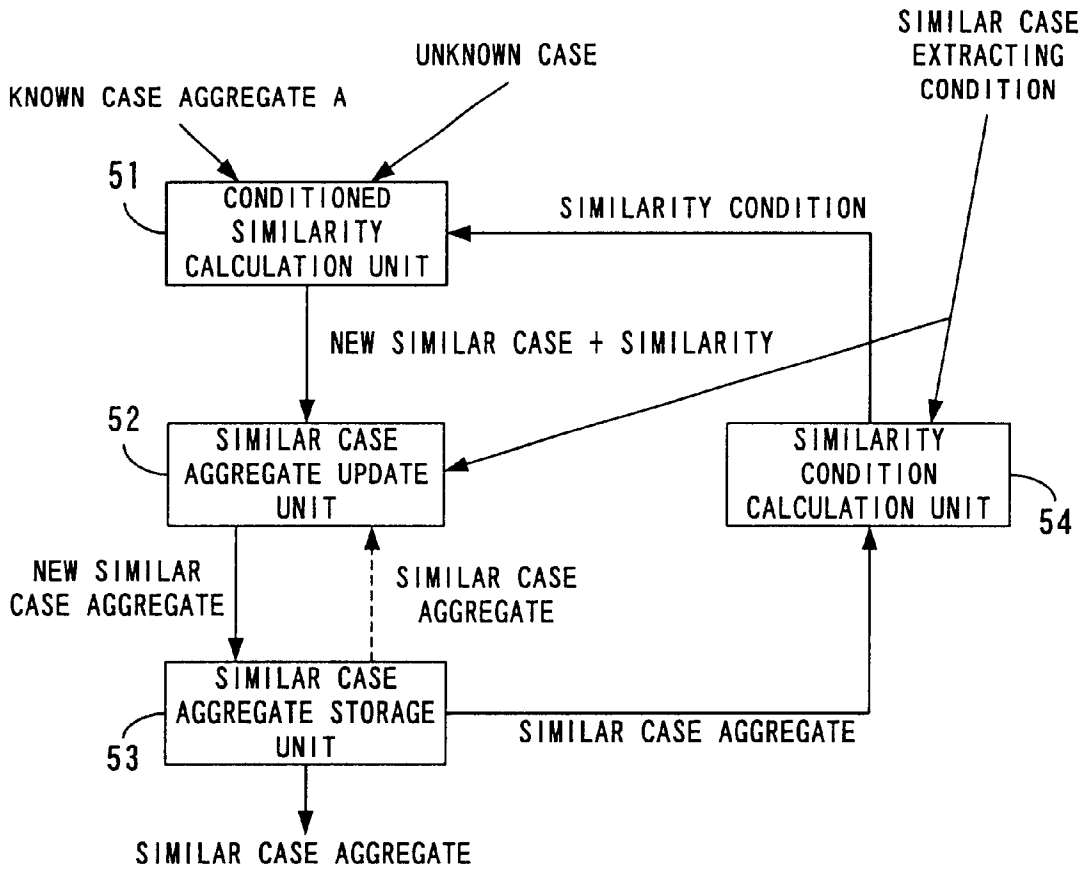 SIMILAR CASE
EXTRACTING
CONDITION
UNKNOWN CASE
KNOWN CASE AGGREGATE A
51
CONDITIONED
SIMILARITY
CALCULATION UNIT
SIMILARITY CONDITION
NEW SIMILAR CASE + SIMILARITY
52
SIMILAR CASE
AGGREGATE UPDATE
UNIT
SIMILARITY
CONDITION
CALCULATION UNIT
54
NEW SIMILAR
CASE AGGREGATE
SIMILAR CASE
AGGREGATE
SIMILAR CASE
AGGREGATE STORAGE
UNIT
53
SIMILAR CASE AGGREGATE
SIMILAR CASE AGGREGATE